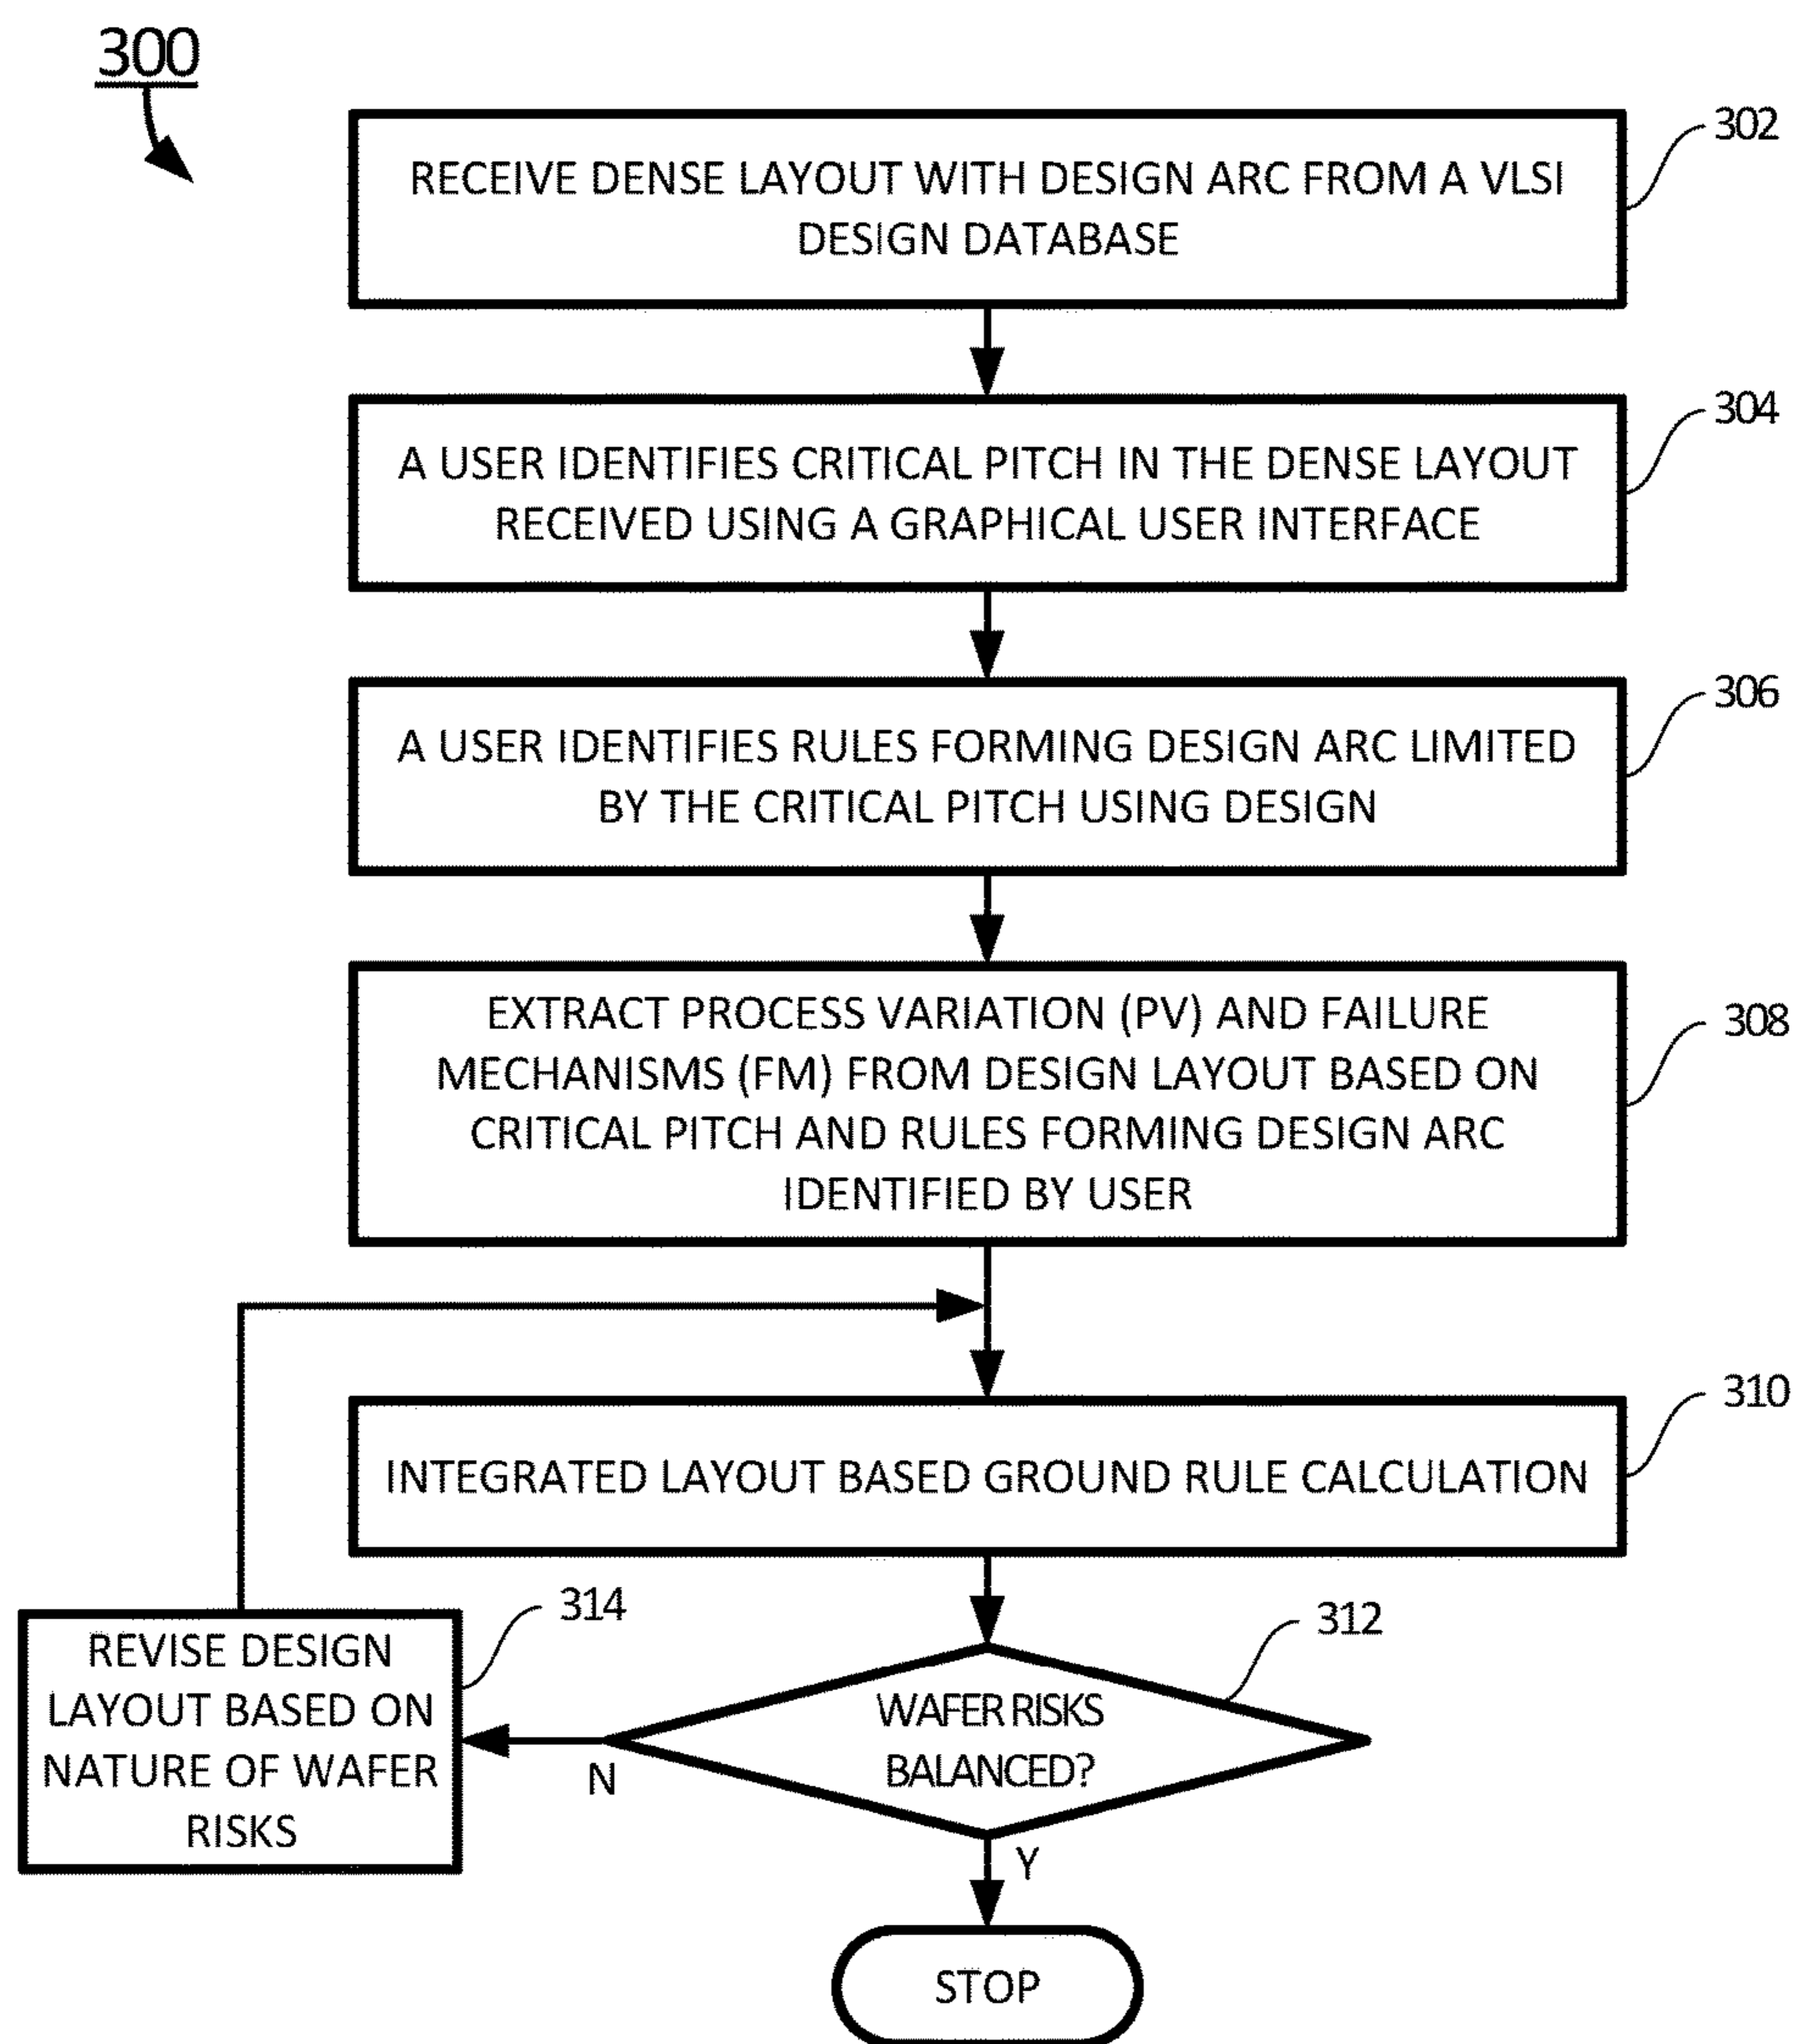 300
302
RECEIVE DENSE LAYOUT WITH DESIGN ARC FROM A VLSI
DESIGN DATABASE
304
A USER IDENTIFIES CRITICAL PITCH IN THE DENSE LAYOUT
RECEIVED USING A GRAPHICAL USER INTERFACE
306
A USER IDENTIFIES RULES FORMING DESIGN ARC LIMITED
BY THE CRITICAL PITCH USING DESIGN
308
EXTRACT PROCESS VARIATION (PV) AND FAILURE
MECHANISMS (FM) FROM DESIGN LAYOUT BASED ON
CRITICAL PITCH AND RULES FORMING DESIGN ARC
IDENTIFIED BY USER
310
INTEGRATED LAYOUT BASED GROUND RULE CALCULATION
314
REVISE DESIGN
LAYOUT BASED ON
NATURE OF WAFER
RISKS
312
WAFER RISKS
BALANCED?
N
Y
STOP